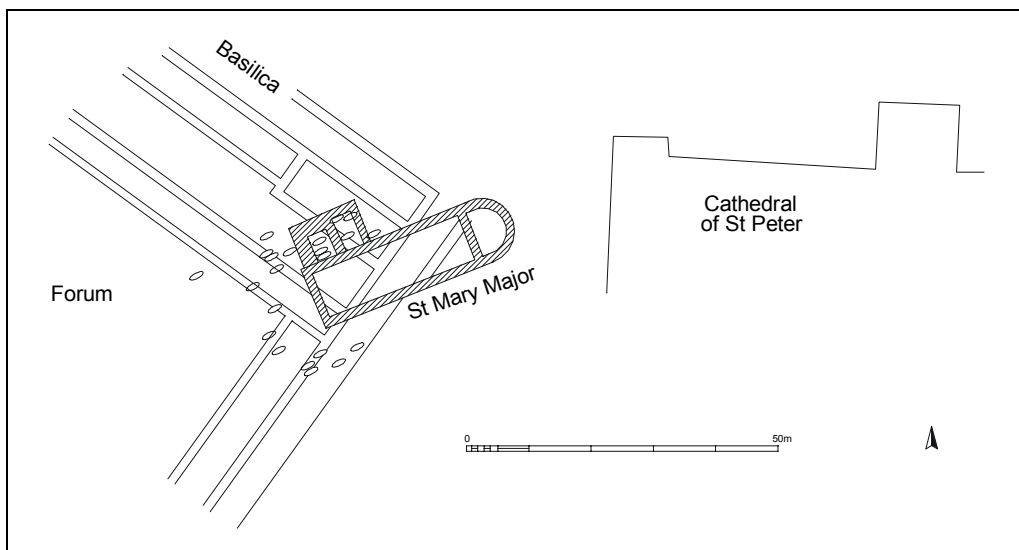 Basilica
Cathedral
of St Peter
Forum
St Mary Major
0
50m